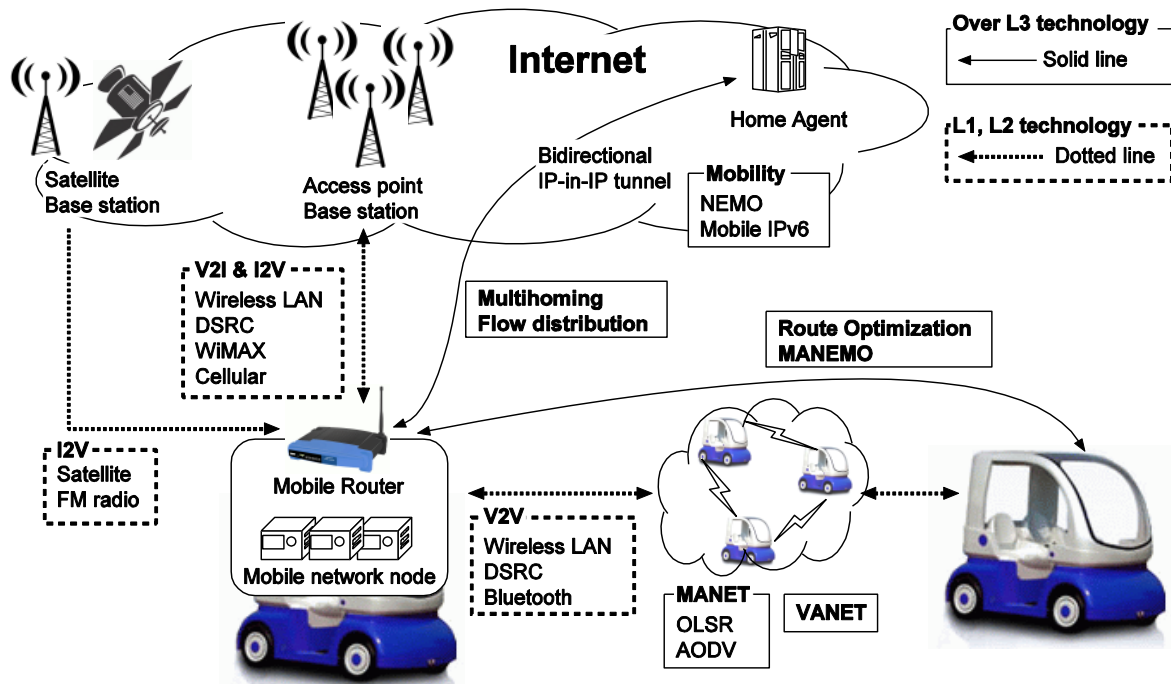 Internet
Over L3 technology
Solid line
L1, L2 technology
Dotted line
Home Agent
Satellite
Base station
Access point
Base station
Bidirectional
IP-in-IP tunnel
Mobility
NEMO
Mobile IPv6
V2I & I2V
Wireless LAN
DSRC
WiMAX
Cellular
Multihoming
Flow distribution
Route Optimization
MANEMO
I2V
Satellite
FM radio
Mobile Router
Mobile network node
V2V
Wireless LAN
DSRC
Bluetooth
MANET
OLSR
AODV
VANET